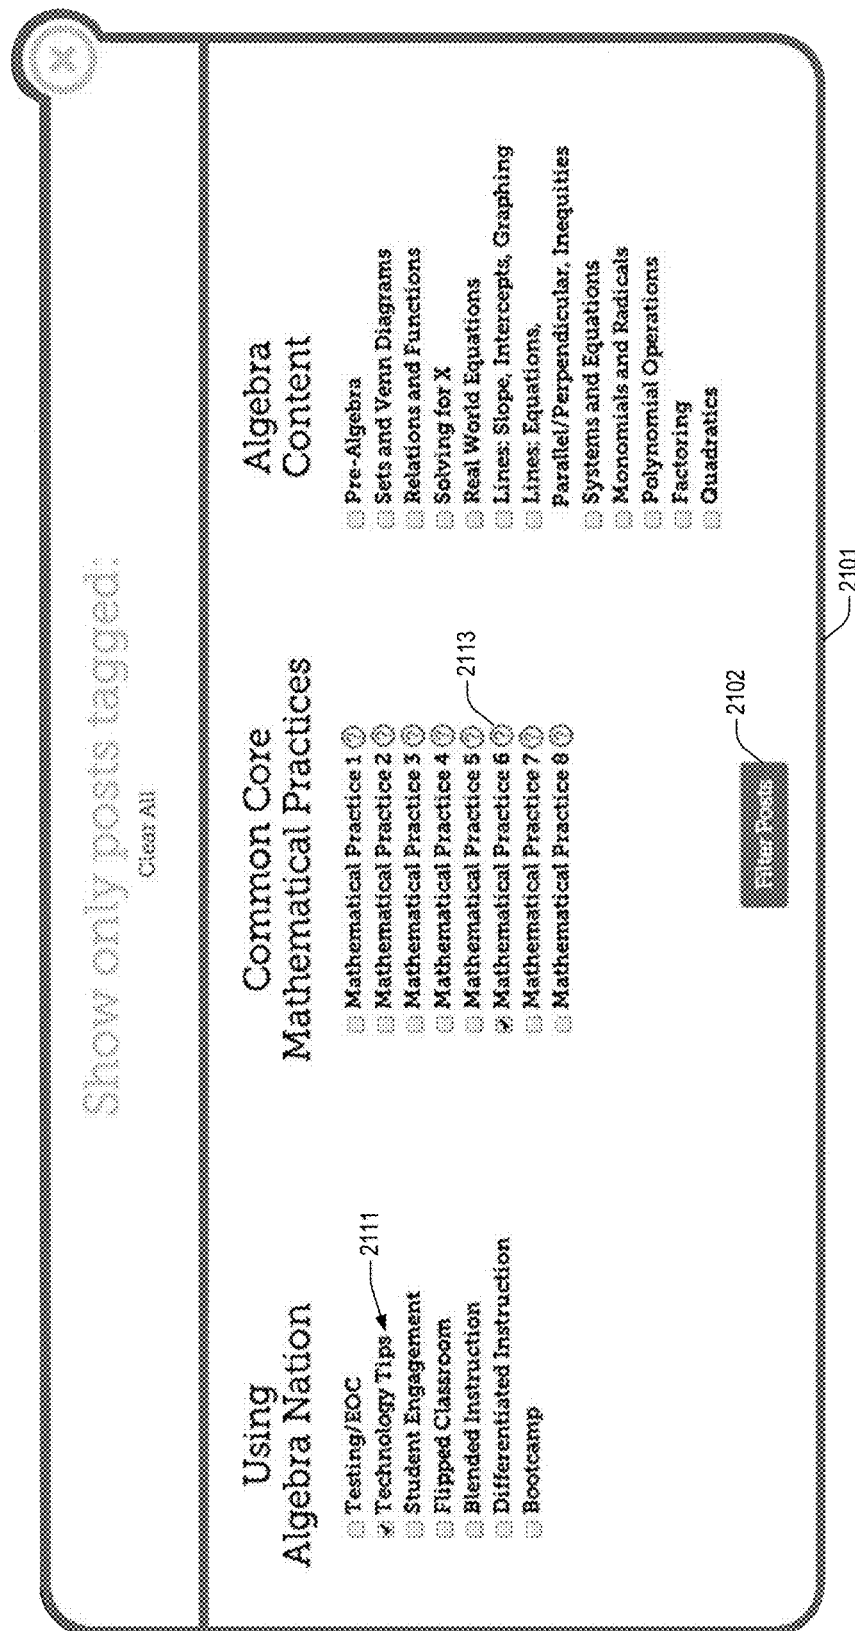 Show only posts tagged:
Clear All
Using
Algebra Nation
Testing/EOC
Technology Tips
2111
Student Engagement
Flipped Classroom
Blended Instruction
Differentiated Instruction
Bootcamp
Common Core
Mathematical Practices
Mathematical Practice 1 ?
Mathematical Practice 2 ?
Mathematical Practice 3 ?
Mathematical Practice 4 ?
Mathematical Practice 5 ?
Mathematical Practice 6 ?
2113
Mathematical Practice 7 ?
Mathematical Practice 8 ?
Algebra
Content
Pre-Algebra
Sets and Venn Diagrams
Relations and Functions
Solving for X
Real World Equations
Lines: Slope, Intercepts, Graphing
Lines: Equations,
Parallel/Perpendicular, Inequities
Systems and Equations
Monomials and Radicals
Polynomial Operations
Factoring
Quadratics
Filter Posts
2102
2101